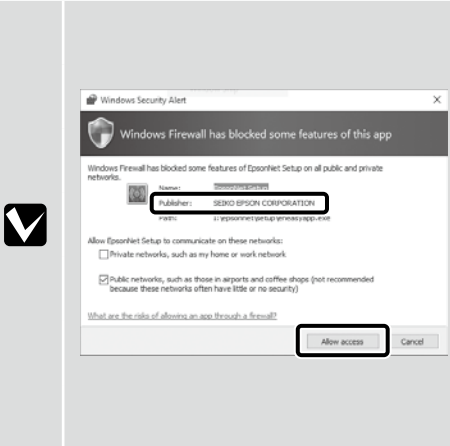 Windows Security Alert
Windows Firewall has blocked some features of this app
Windows Firewall has blocked some features of EpsonNet Setup on all public and private
networks.
Name: EpsonNet Setup
Publisher: SEIKO EPSON CORPORATION
Path:
Allow EpsonNet Setup to communicate on these networks:
Private networks, such as my home or work network
Public networks, such as those in airports and coffee shops (not recommended
because these networks often have little or no security)
What are the risks of allowing an app through a firewall?
Allow access Cancel